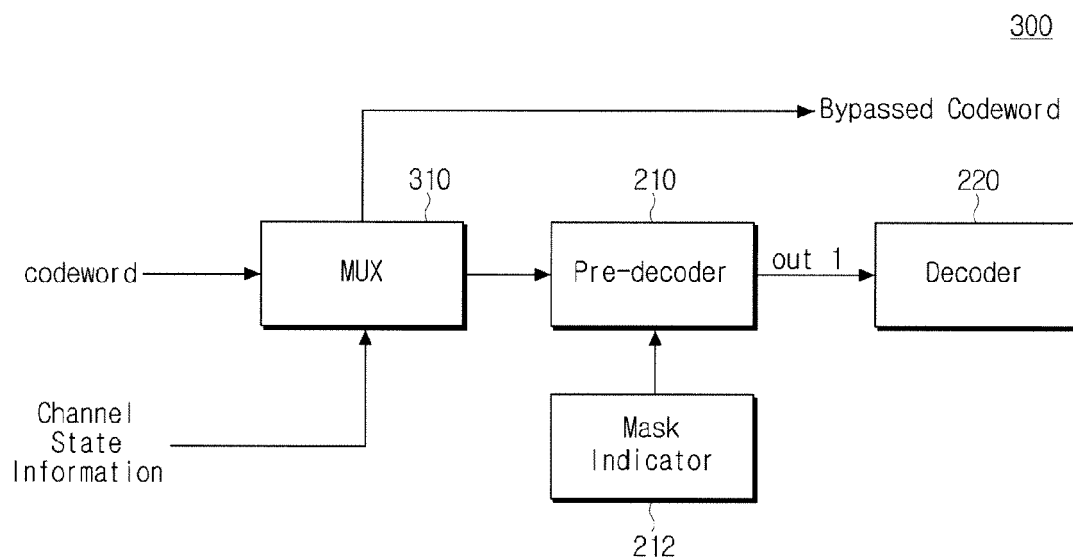 300
Bypassed Codeword
310
210
220
codeword
MUX
Pre-decoder
out 1
Decoder
Channel
State
Information
Mask
Indicator
212